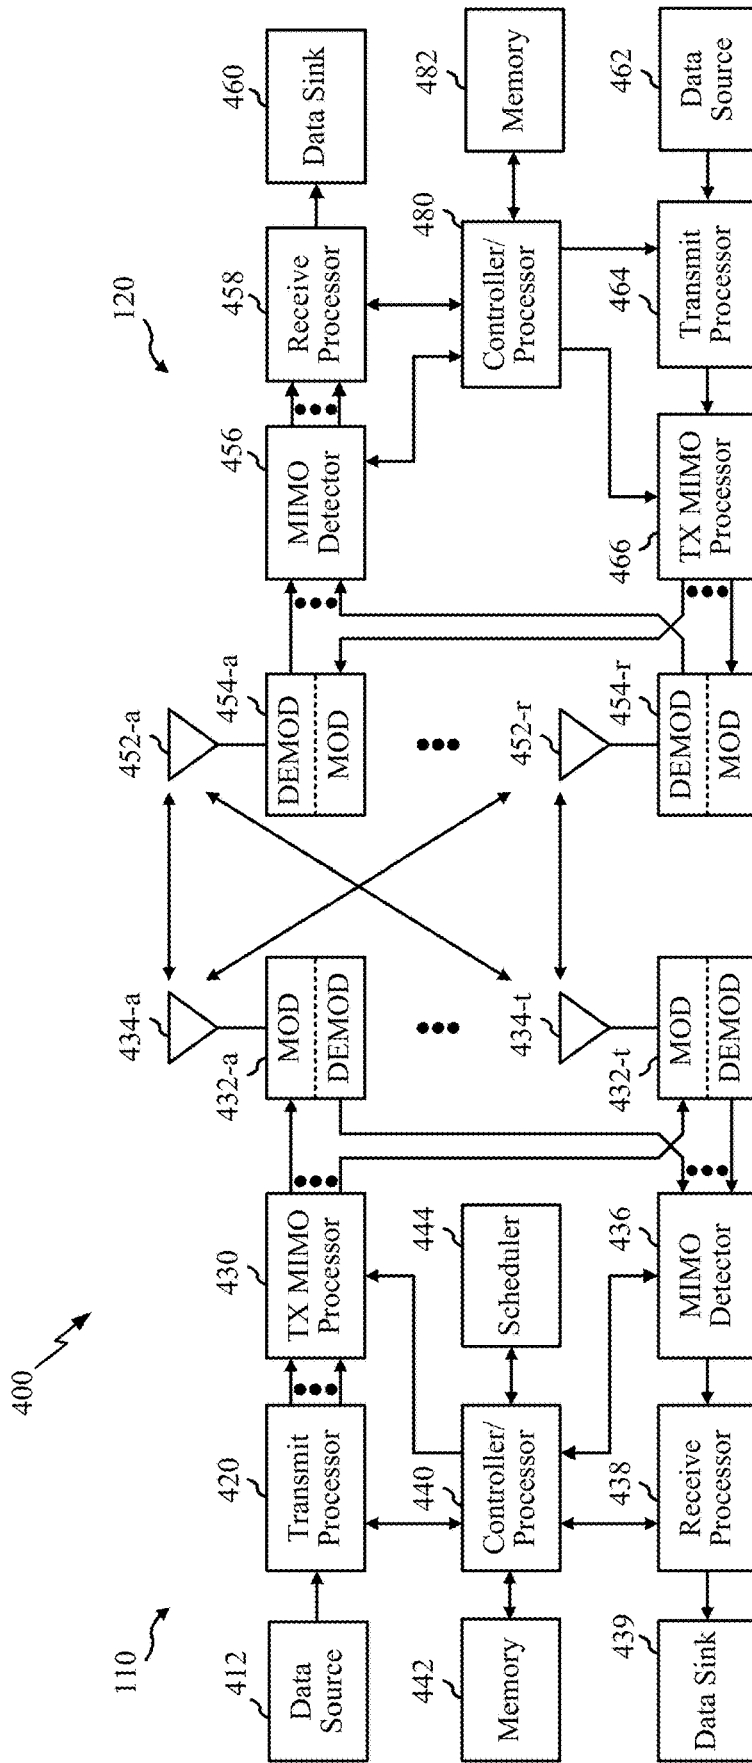 400
110
120
412
Data
Source
420
Transmit
Processor
430
TX MIMO
Processor
432-a
MOD
DEMOD
434-a
452-a
454-a
DEMOD
MOD
456
MIMO
Detector
458
Receive
Processor
460
Data Sink
442
Memory
440
Controller/
Processor
444
Scheduler
480
Controller/
Processor
482
Memory
439
Data Sink
438
Receive
Processor
436
MIMO
Detector
432-t
MOD
DEMOD
434-t
452-r
454-r
DEMOD
MOD
466
TX MIMO
Processor
464
Transmit
Processor
462
Data
Source